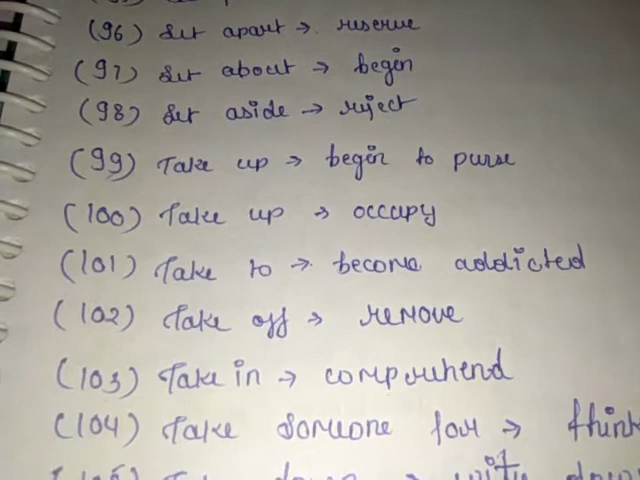 (96) Set apart → reserve
(97) Set about → begin
(98) Set aside → reject
(99) Take up → begin to purse
(100) Take up → occupy
(101) Take to → become addicted
(102) Take off → remove
(103) Take in → comprehend
(104) Take someone for → think